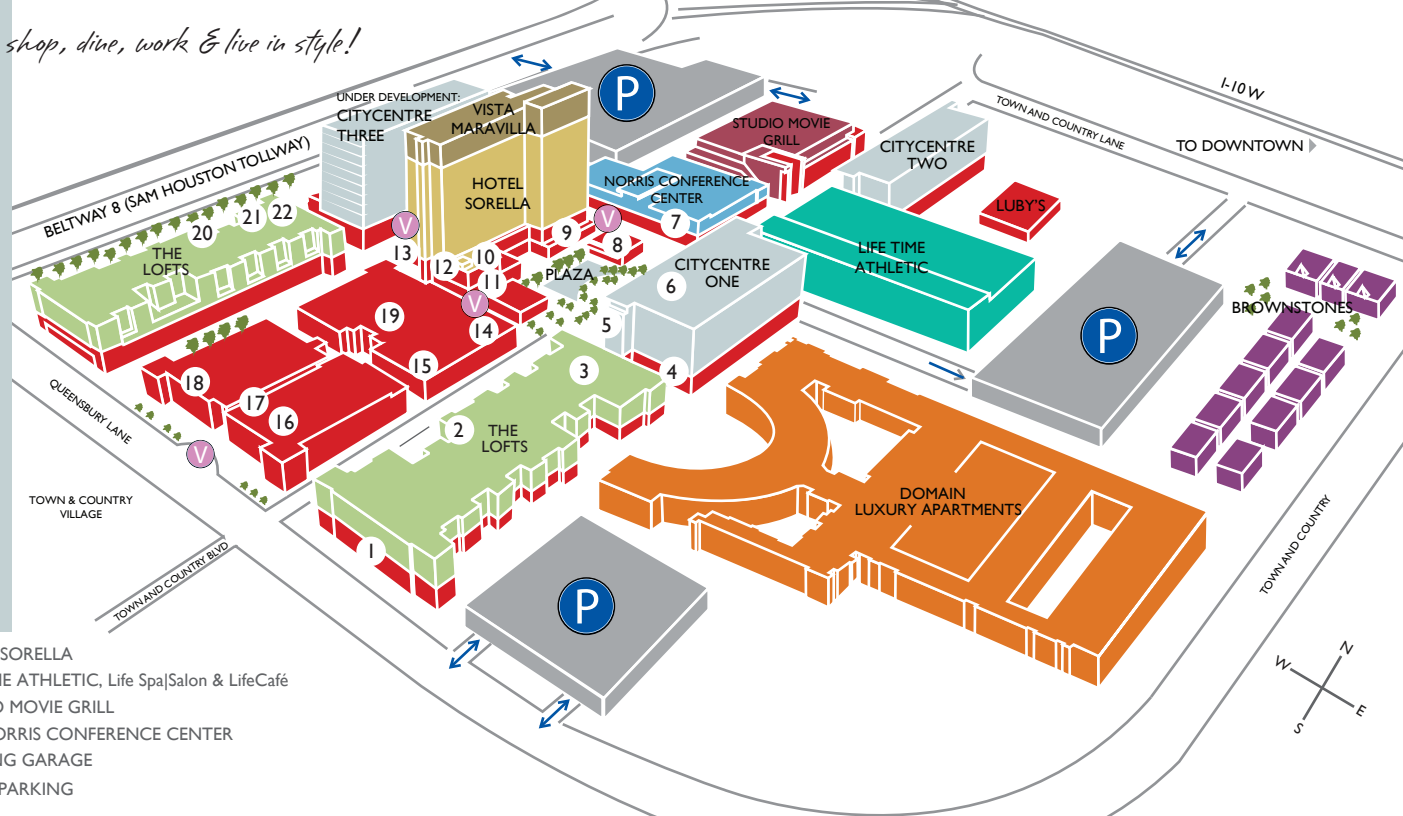 shop, dine, work & live in style!
I-10W
TOWN AND COUNTRY LANE
TO DOWNTOWN
UNDER DEVELOPMENT:
CITYCENTRE
THREE
VISTA
MARAVILLA
P
STUDIO MOVIE
GRILL
CITYCENTRE
TWO
BELTWAY 8 (SAM HOUSTON TOLLWAY)
HOTEL
SORELLA
NORRIS CONFERENCE
CENTER
7
LUBY'S
20
21
22
V
13
12
10
11
9
V
8
THE
LOFTS
PLAZA
CITYCENTRE
ONE
6
LIFE TIME
ATHLETIC
BROWNSTONES
V
19
14
15
5
4
3
P
QUEENSBURY LANE
18
17
16
2
THE
LOFTS
V
TOWN & COUNTRY
VILLAGE
DOMAIN
LUXURY APARTMENTS
1
TOWN AND COUNTRY BLVD
TOWN AND COUNTRY
P
N
W
E
S
SORELLA
ME ATHLETIC, Life Spa|Salon & LifeCafé
O MOVIE GRILL
ORRIS CONFERENCE CENTER
NG GARAGE
PARKING